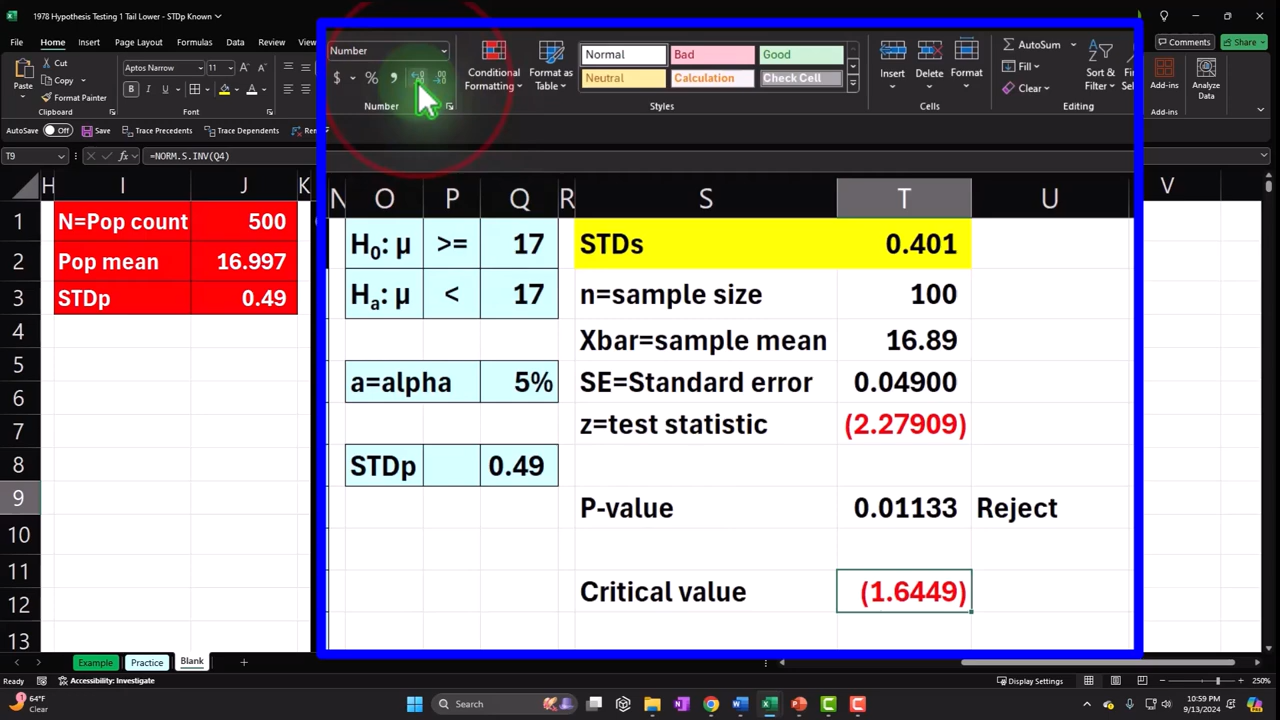 1978 Hypothesis Testing 1 Tail Lower - STDp Known
File Home Insert Page Layout Formulas Data
Comments Share
Paste Cut Copy Format Painter Clipboard
Aptos Narrow 11
B I U
Font
Number
$ % ,
Number
Conditional Formatting
Format as Table
Normal Bad Good
Neutral Calculation Check Cell
Styles
Insert Delete Format
Cells
AutoSum
Fill
Clear
Sort &
Editing
Add-ins
Add-ins
Analyze Data
AutoSave Off Save Trace Precedents Trace Dependents
T9 fx =NORM.S.INV(Q4)
H I J K N O P Q R S T U V
1 N=Pop count 500 H0: µ >= 17 STDs 0.401
2 Pop mean 16.997 Ha: µ < 17 n=sample size 100
3 STDp 0.49 Xbar=sample mean 16.89
4 a=alpha 5% SE=Standard error 0.04900
5 z=test statistic (2.27909)
6 STDp 0.49
7 P-value 0.01133 Reject
8
9 Critical value (1.6449)
10
11
12
13
Example Practice Blank +
Ready Accessibility: Investigate Display Settings 250%
64°F
Clear
Search
10:59 PM
9/13/2024